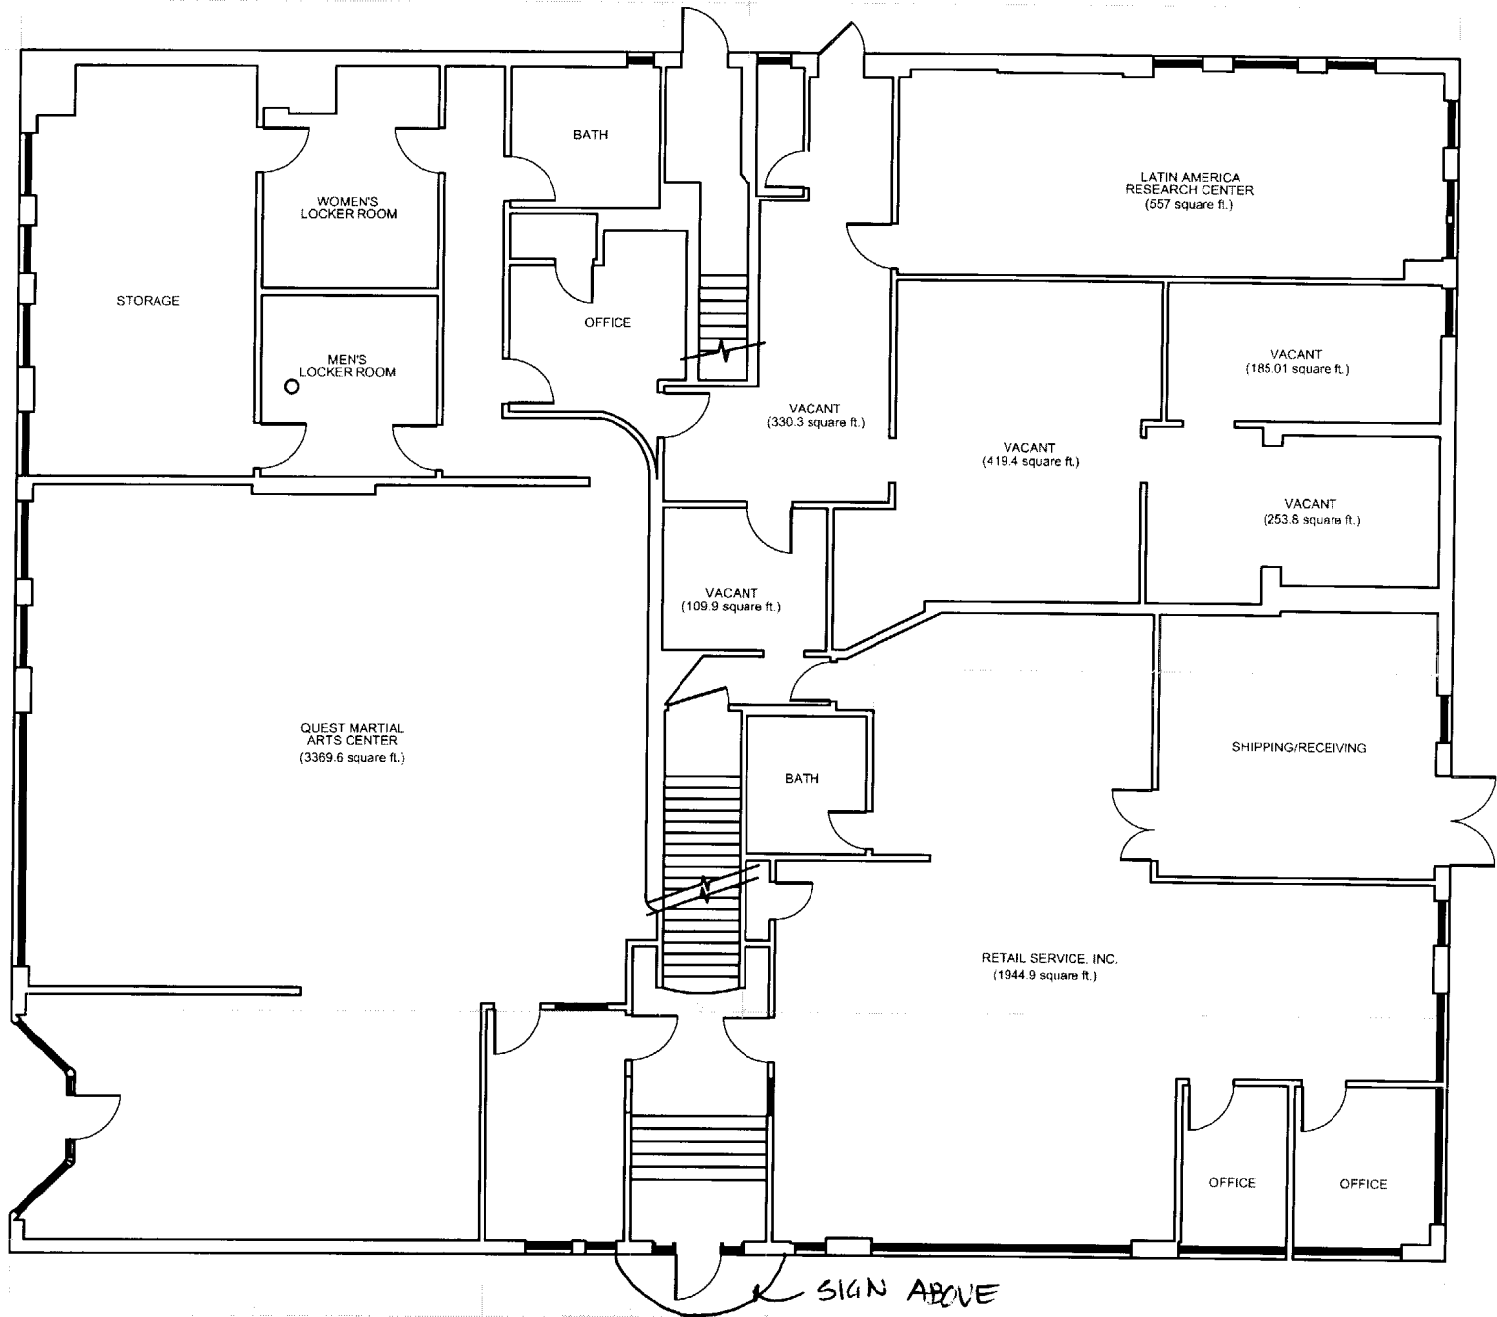 BATH
LATIN AMERICA
RESEARCH CENTER
(557 square ft.)
WOMEN'S
LOCKER ROOM
STORAGE
OFFICE
MEN'S
LOCKER ROOM
VACANT
(185.01 square ft.)
VACANT
(330.3 square ft.)
VACANT
(419.4 square ft.)
VACANT
(253.8 square ft.)
VACANT
(109.9 square ft.)
QUEST MARTIAL
ARTS CENTER
(3369.6 square ft.)
SHIPPING/RECEIVING
BATH
RETAIL SERVICE, INC.
(1944.9 square ft.)
OFFICE
OFFICE
SIGN ABOVE